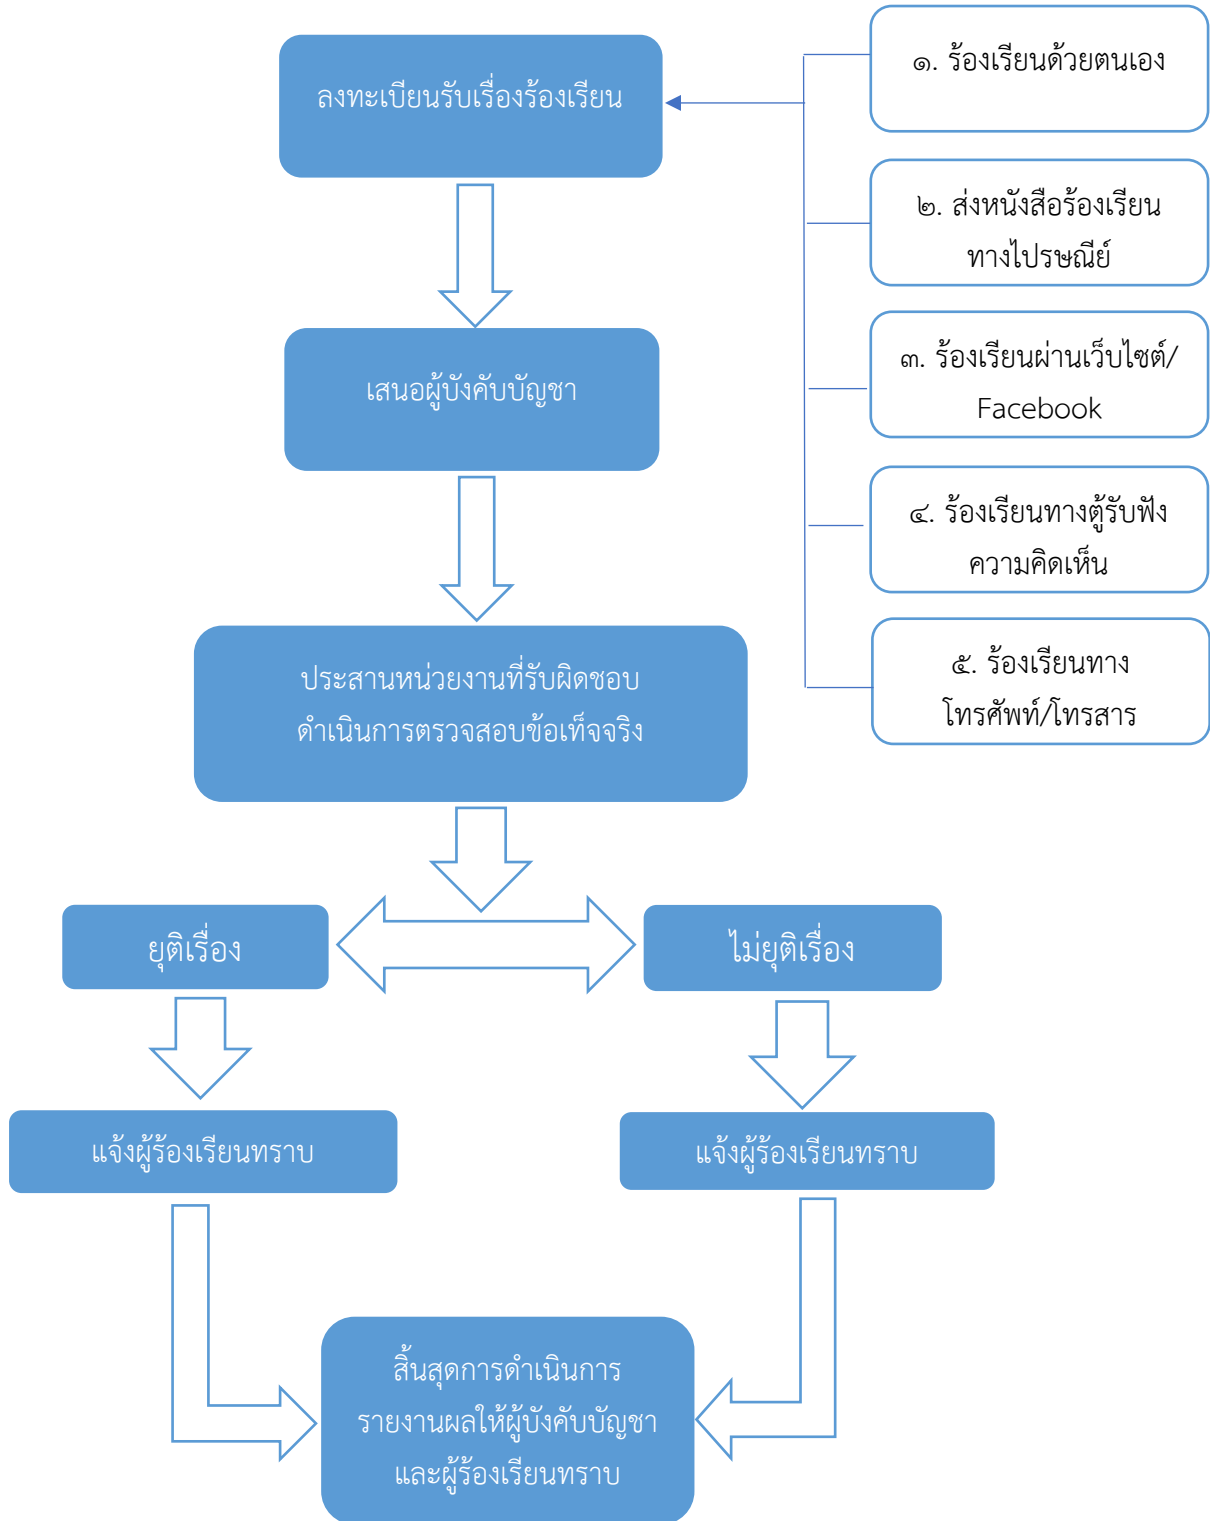 ลงทะเบียนรับเรื่องร้องเรียน
๑. ร้องเรียนด้วยตนเอง
๒. ส่งหนังสือร้องเรียน
ทางไปรษณีย์
๓. ร้องเรียนผ่านเว็บไซต์/
Facebook
๔. ร้องเรียนทางตู้รับฟัง
ความคิดเห็น
๕. ร้องเรียนทาง
โทรศัพท์/โทรสาร
เสนอผู้บังคับบัญชา
ประสานหน่วยงานที่รับผิดชอบ
ดำเนินการตรวจสอบข้อเท็จจริง
ยุติเรื่อง
ไม่ยุติเรื่อง
แจ้งผู้ร้องเรียนทราบ
แจ้งผู้ร้องเรียนทราบ
สิ้นสุดการดำเนินการ
รายงานผลให้ผู้บังคับบัญชา
และผู้ร้องเรียนทราบ